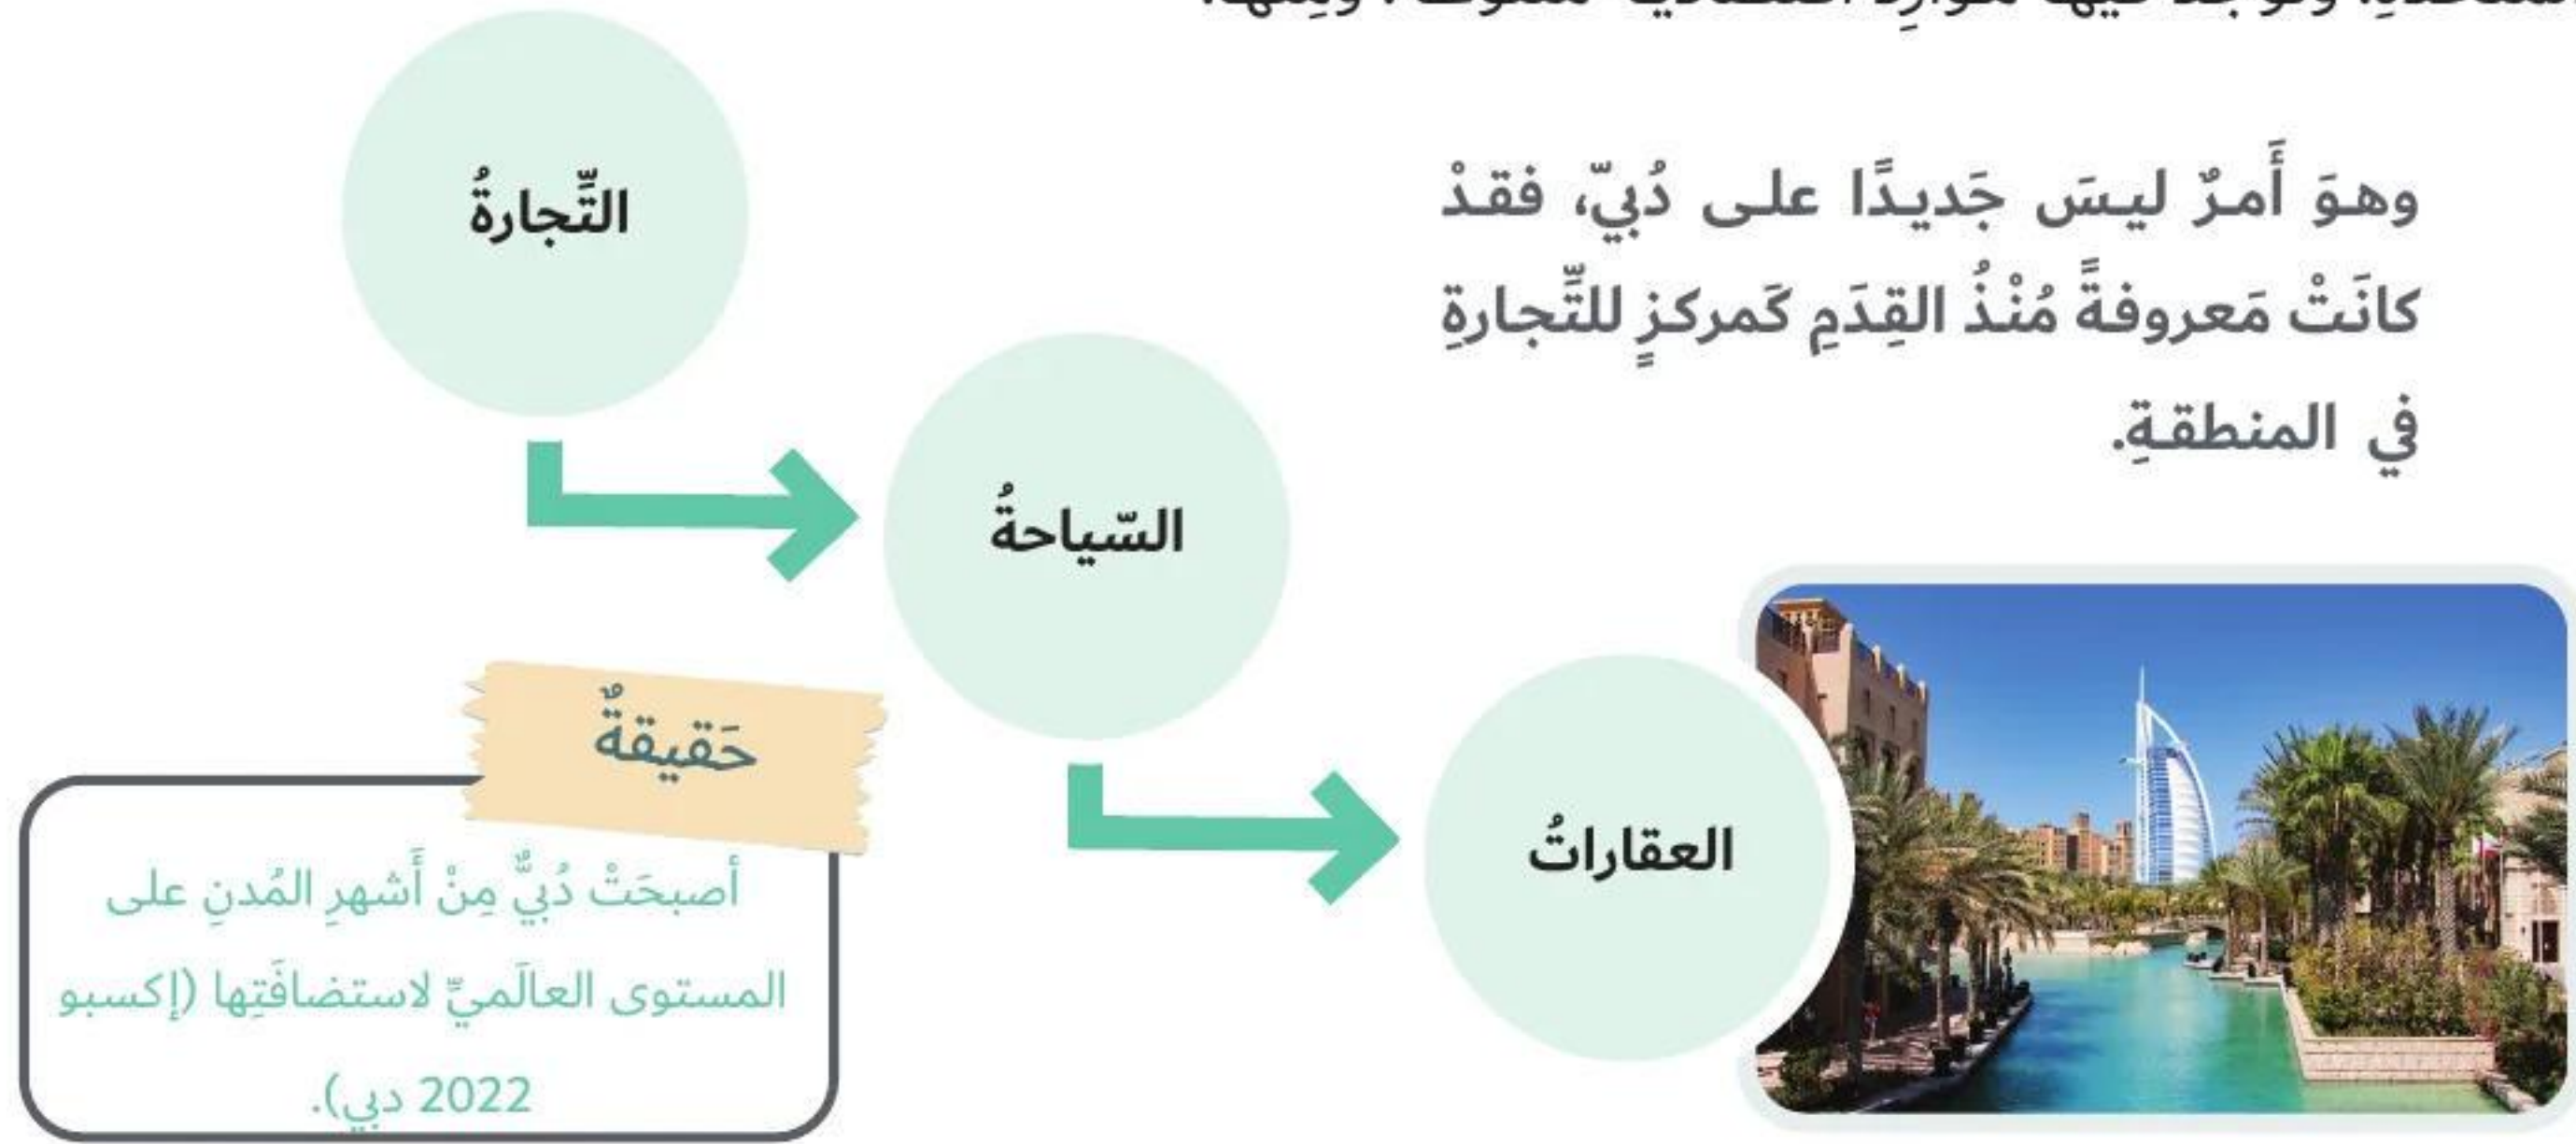 التِّجارةُ
وهوَ أَمرٌ ليسَ جَديدًا على دُبيّ، فقدْ
كانَتْ مَعروفةً مُنْذُ القِدَمِ كَمركزٍ للتِّجارةِ
في المنطقةِ.
السّياحةُ
العقاراتُ
حَقيقةٌ
أصبحَتْ دُبيٌّ مِنْ أَشهرِ المُدنِ على
المستوى العالَميِّ لاستضافَتِها (إكسبو
2022 دبي).